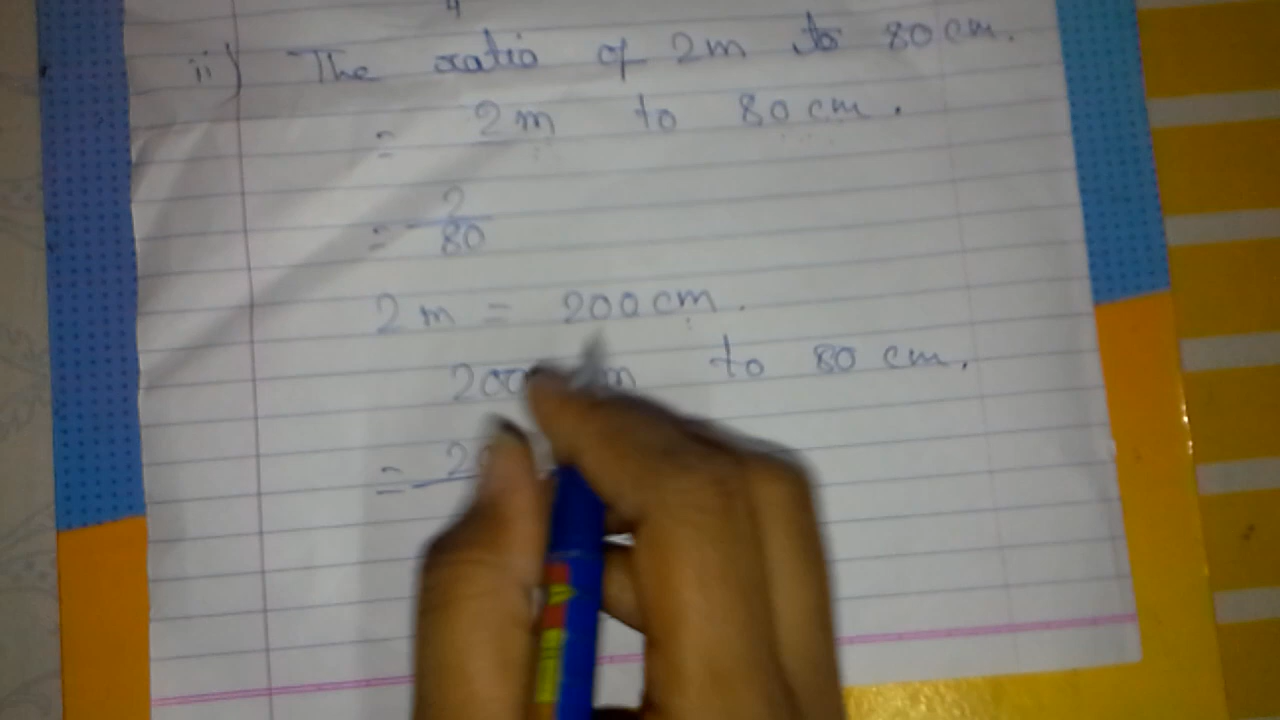 ii) The ratio of 2m to 80 cm.
= 2m to 80 cm.
= 2
80
2m = 200 cm.
to 80 cm.
=